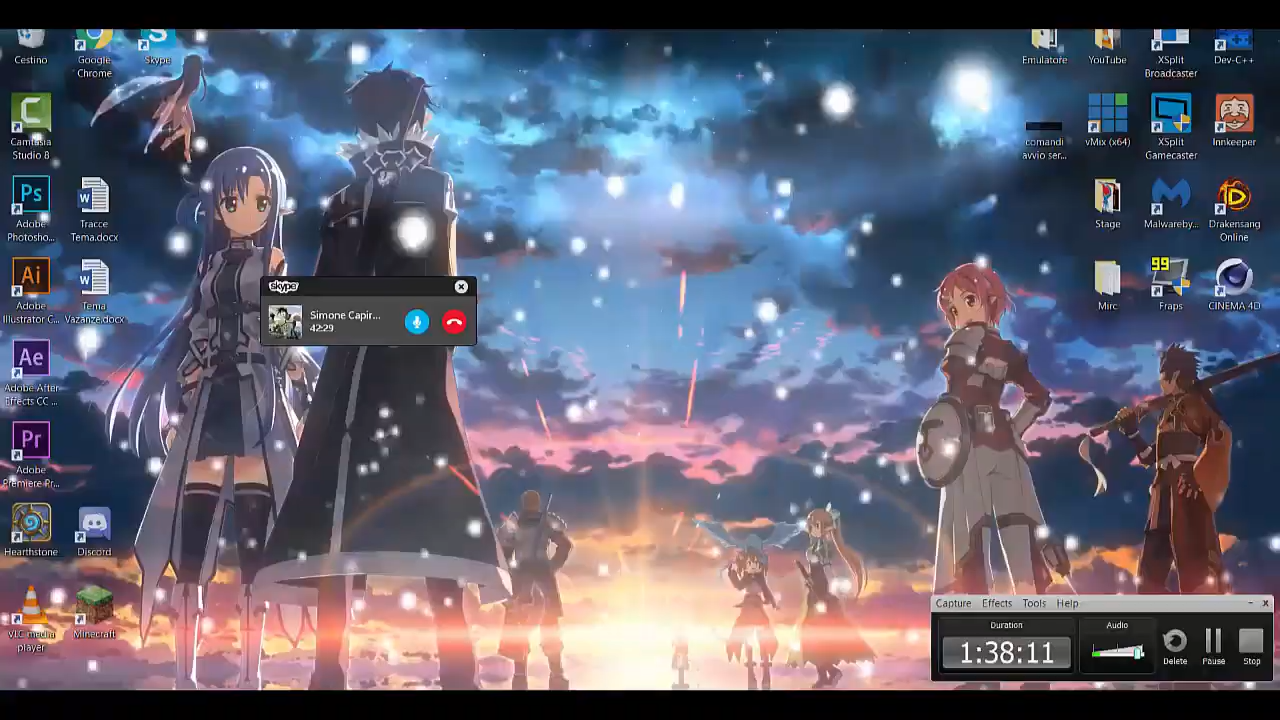 Cestino
Google
Chrome
Skype
Camtasia
Studio 8
Ps
Adobe
Photosho...
Tracce
Tema.docx
Ai
Adobe
Illustrator C...
Tema
Vazanze.docx
Ae
Adobe After
Effects CC ...
Pr
Adobe
Premiere Pr...
Hearthstone
Discord
VLC media
player
Minecraft
skype
Simone Capir...
42:29
Emulatore
YouTube
XSplit
Broadcaster
Dev-C++
comandi
avvio ser...
vMix (x64)
XSplit
Gamecaster
Innkeeper
Stage
Malwareby...
Drakensang
Online
Mirc
99
Fraps
CINEMA 4D
Capture Effects Tools Help
Duration
1:38:11
Audio
Delete
Pause
Stop